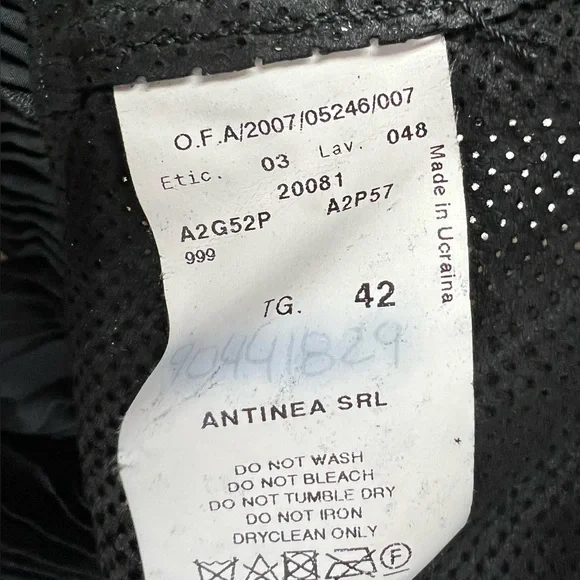 O.F.A/2007/05246/007
Etic. 03 Lav. 048
20081
A2G52P A2P57
999
TG. 42
90441829
ANTINEA SRL
DO NOT WASH
DO NOT BLEACH
DO NOT TUMBLE DRY
DO NOT IRON
DRYCLEAN ONLY
F
Made in Ucraina